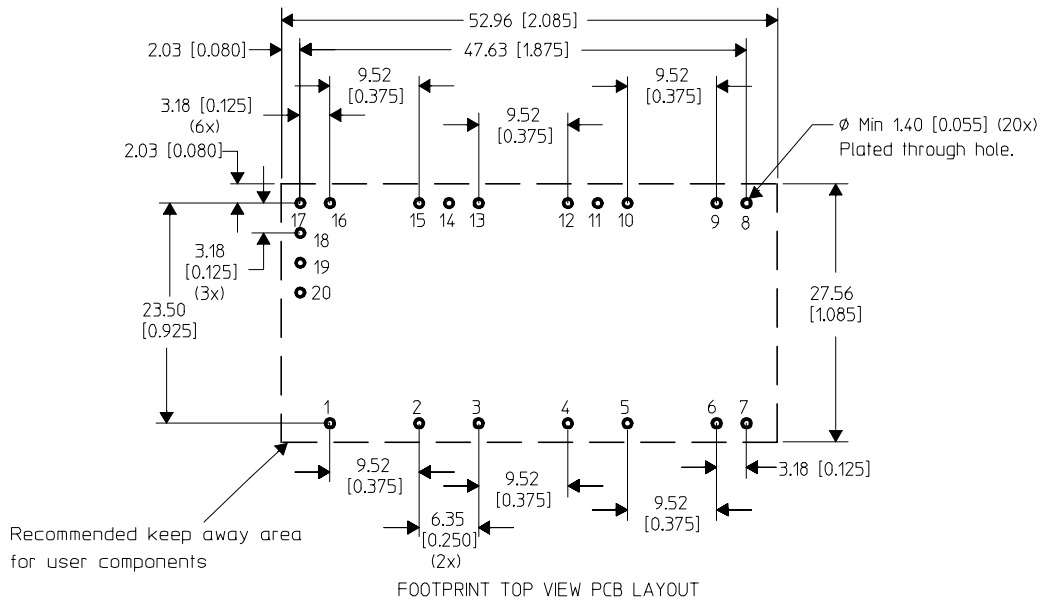 52.96 [2.085]
2.03 [0.080]
47.63 [1.875]
9.52
[0.375]
9.52
[0.375]
3.18 [0.125]
(6x)
9.52
[0.375]
ϕ Min 1.40 [0.055] (20x)
Plated through hole.
2.03 [0.080]
17 16 15 14 13 12 11 10 9 8
18
3.18
[0.125]
(3x)
19
20
23.50
[0.925]
27.56
[1.085]
1 2 3 4 5 6 7
9.52
[0.375]
9.52
[0.375]
3.18 [0.125]
9.52
[0.375]
6.35
[0.250]
(2x)
Recommended keep away area
for user components
FOOTPRINT TOP VIEW PCB LAYOUT